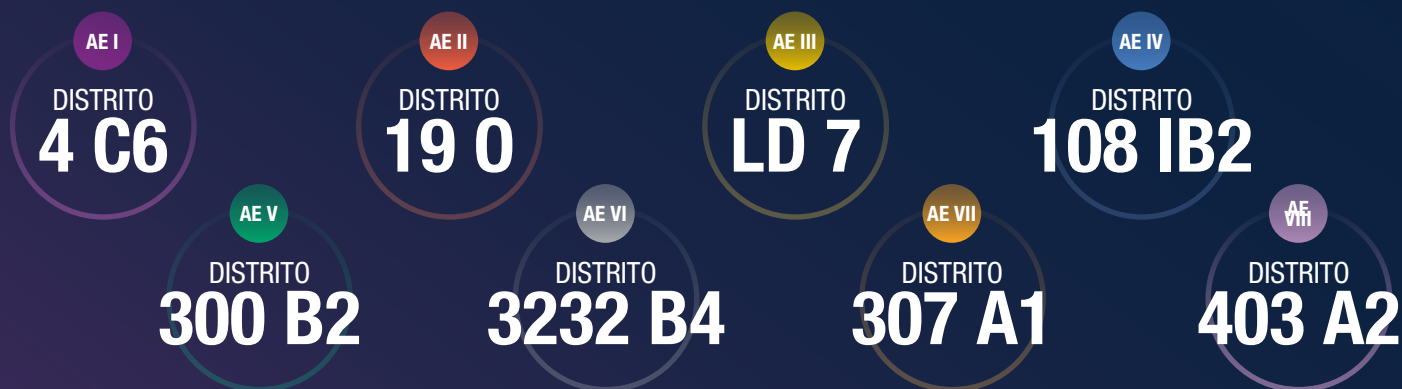 AE I
DISTRITO
4 C6
AE II
DISTRITO
19 O
AE III
DISTRITO
LD 7
AE IV
DISTRITO
108 IB2
AE V
DISTRITO
300 B2
AE VI
DISTRITO
3232 B4
AE VII
DISTRITO
307 A1
AE
VIII
DISTRITO
403 A2